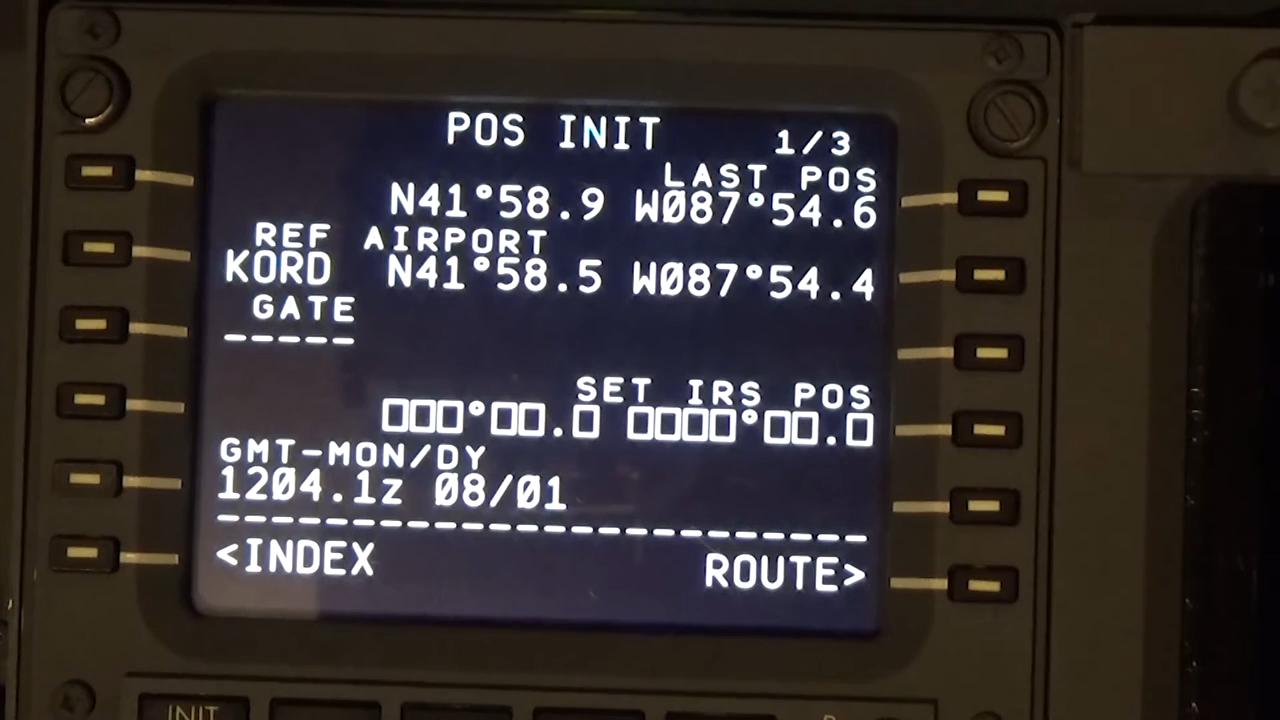 POS INIT 1/3
LAST POS
N41°58.9 W087°54.6
REF AIRPORT
KORD N41°58.5 W087°54.4
GATE
-----
SET IRS POS
□□□°□□.□ □□□□°□□.□
GMT-MON/DY
1204.1z 08/01
------------------------
<INDEX ROUTE>
INIT